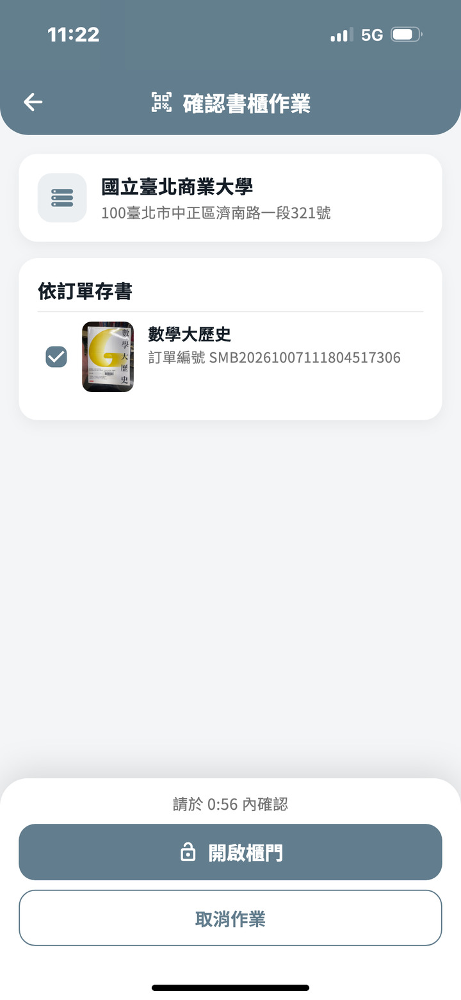 11:22
5G
確認書櫃作業
國立臺北商業大學
100臺北市中正區濟南路一段321號
依訂單存書
數學大歷史
數學大歷史
訂單編號 SMB20261007111804517306
請於 0:56 內確認
開啟櫃門
取消作業